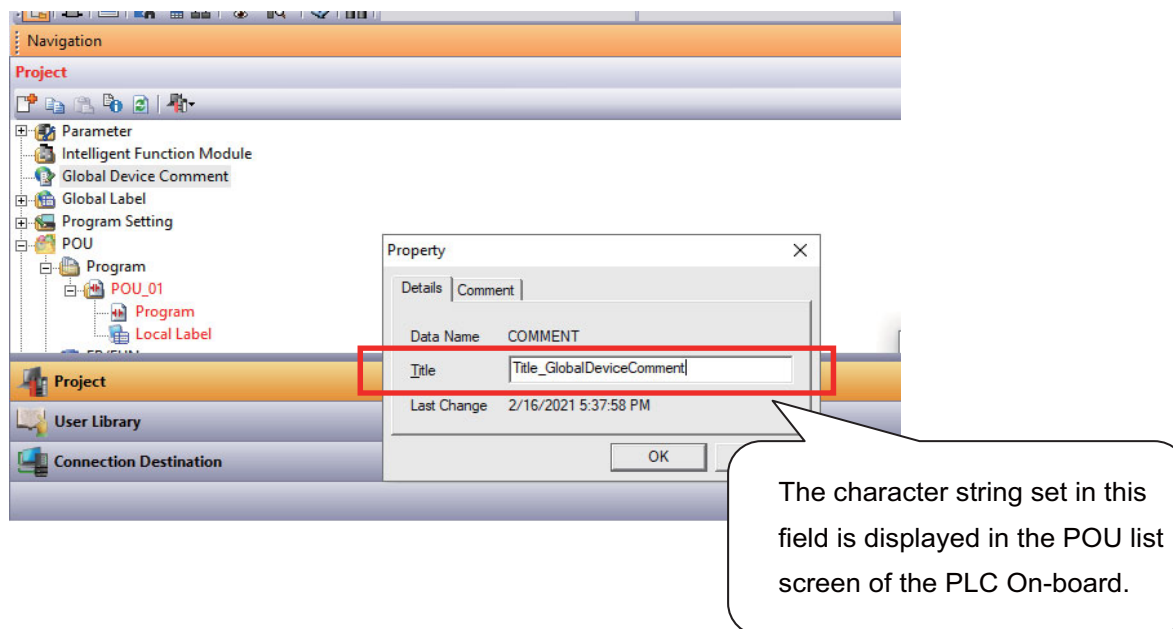 Navigation
Project
Parameter
Intelligent Function Module
Global Device Comment
Global Label
Program Setting
POU
Program
POU_01
Program
Local Label
Project
User Library
Connection Destination
Property
Details Comment
Data Name COMMENT
Title Title_GlobalDeviceComment
Last Change 2/16/2021 5:37:58 PM
OK
The character string set in this
field is displayed in the POU list
screen of the PLC On-board.